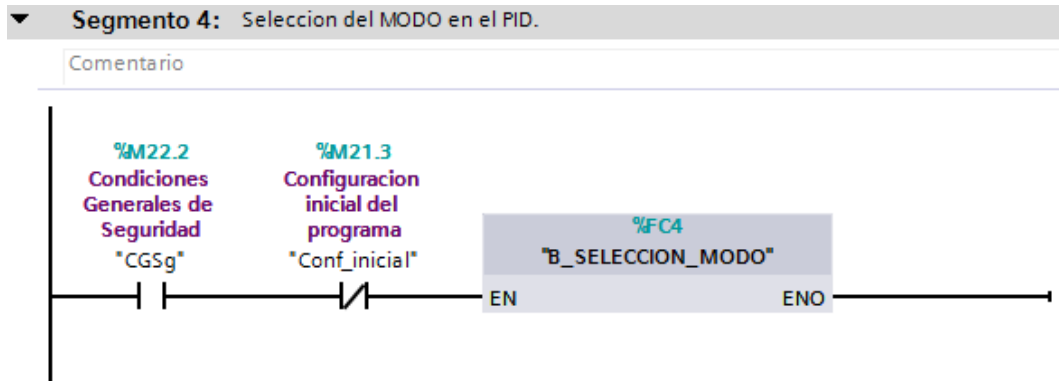 Segmento 4: Seleccion del MODO en el PID.
Comentario
%M22.2
Condiciones
Generales de
Seguridad
"CGSg"
%M21.3
Configuracion
inicial del
programa
"Conf_inicial"
%FC4
"B_SELECCION_MODO"
EN
ENO